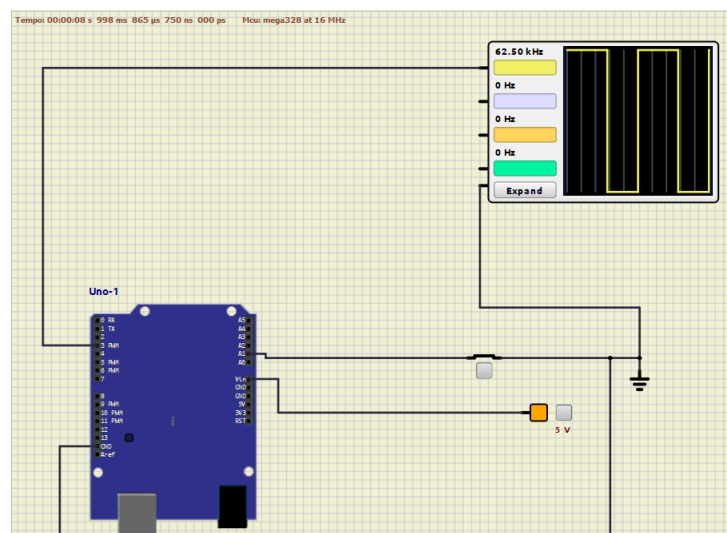 Tempo: 00:00:08 s  998 ms  865 µs  750 ns  000 ps    Mcu: mega328 at 16 MHz
62.50 kHz
0 Hz
0 Hz
0 Hz
Expand
Uno-1
0 RX
1 TX
2
3 PWM
4
5 PWM
6 PWM
7
8
9 PWM
10 PWM
11 PWM
12
13
GND
Aref
A5
A4
A3
A2
A1
A0
Vin
GND
GND
5V
3V3
RST
5 V